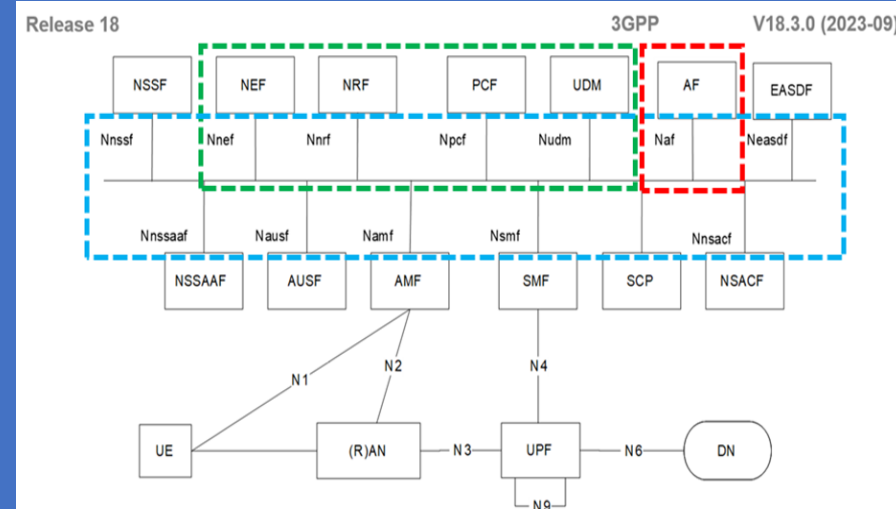 Release 18 3GPP V18.3.0 (2023-09)
NSSF NEF NRF PCF UDM AF EASDF
Nnssf Nnef Nnrf Npcf Nudm Naf Neasdf
Nnssaaf Nausf Namf Nsmf Nnsacf
NSSAAF AUSF AMF SMF SCP NSACF
N1 N2 N4
UE (R)AN N3 UPF N6 DN
N9